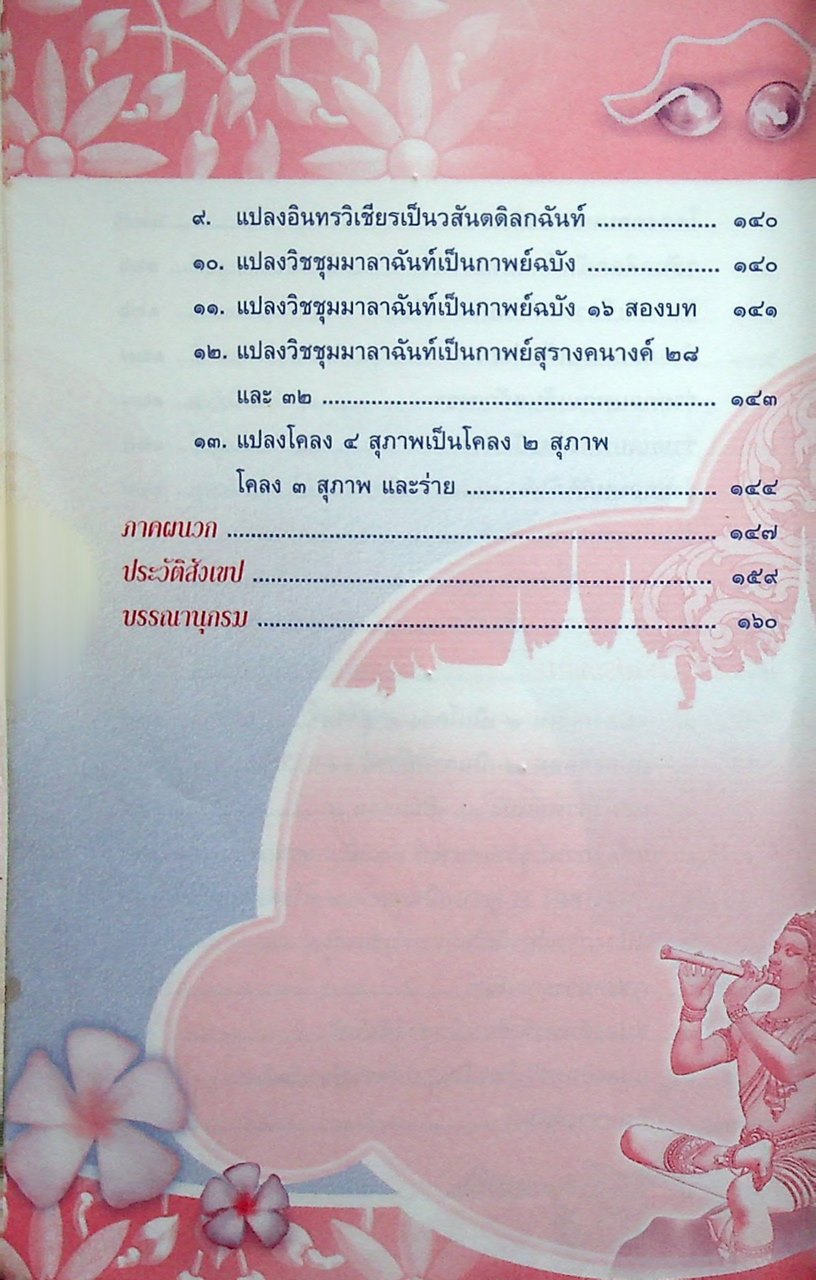 ๙. แปลงอินทรวิเชียรเป็นวสันตดิลกฉันท์ .................. ๑๔๐
๑๐. แปลงวิชชุมมาลาฉันท์เป็นกาพย์ฉบัง .................... ๑๔๐
๑๑. แปลงวิชชุมมาลาฉันท์เป็นกาพย์ฉบัง ๑๖ สองบท ๑๔๑
๑๒. แปลงวิชชุมมาลาฉันท์เป็นกาพย์สุรางคนางค์ ๒๘
และ ๓๒ ............................................................ ๑๔๓
๑๓. แปลงโคลง ๔ สุภาพเป็นโคลง ๒ สุภาพ
โคลง ๓ สุภาพ และร่าย ...................................... ๑๔๔
ภาคผนวก ........................................................................... ๑๔๗
ประวัติสังเขป ...................................................................... ๑๕๙
บรรณานุกรม ...................................................................... ๑๖๐